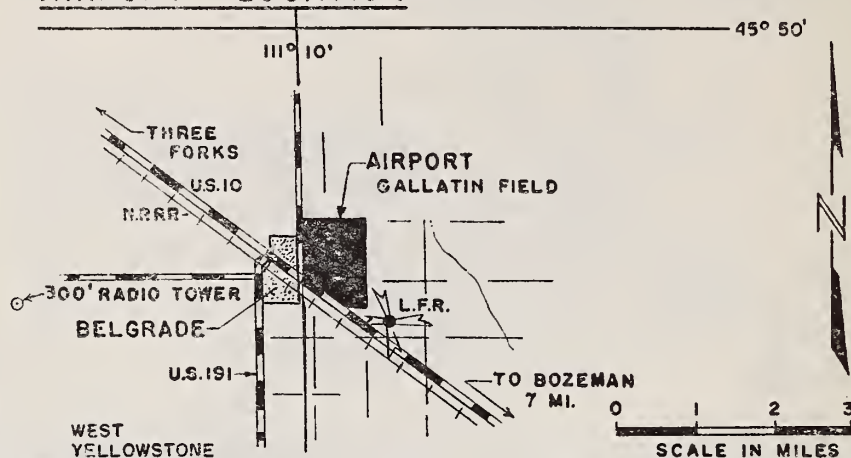 45° 50'
111° 10'
THREE
FORKS
U.S.10
AIRPORT
GALLATIN FIELD
N.P.RR
300' RADIO TOWER
L.F.R.
BELGRADE
U.S.191
TO BOZEMAN
7 MI.
N
WEST
YELLOWSTONE
0 1 2 3
SCALE IN MILES